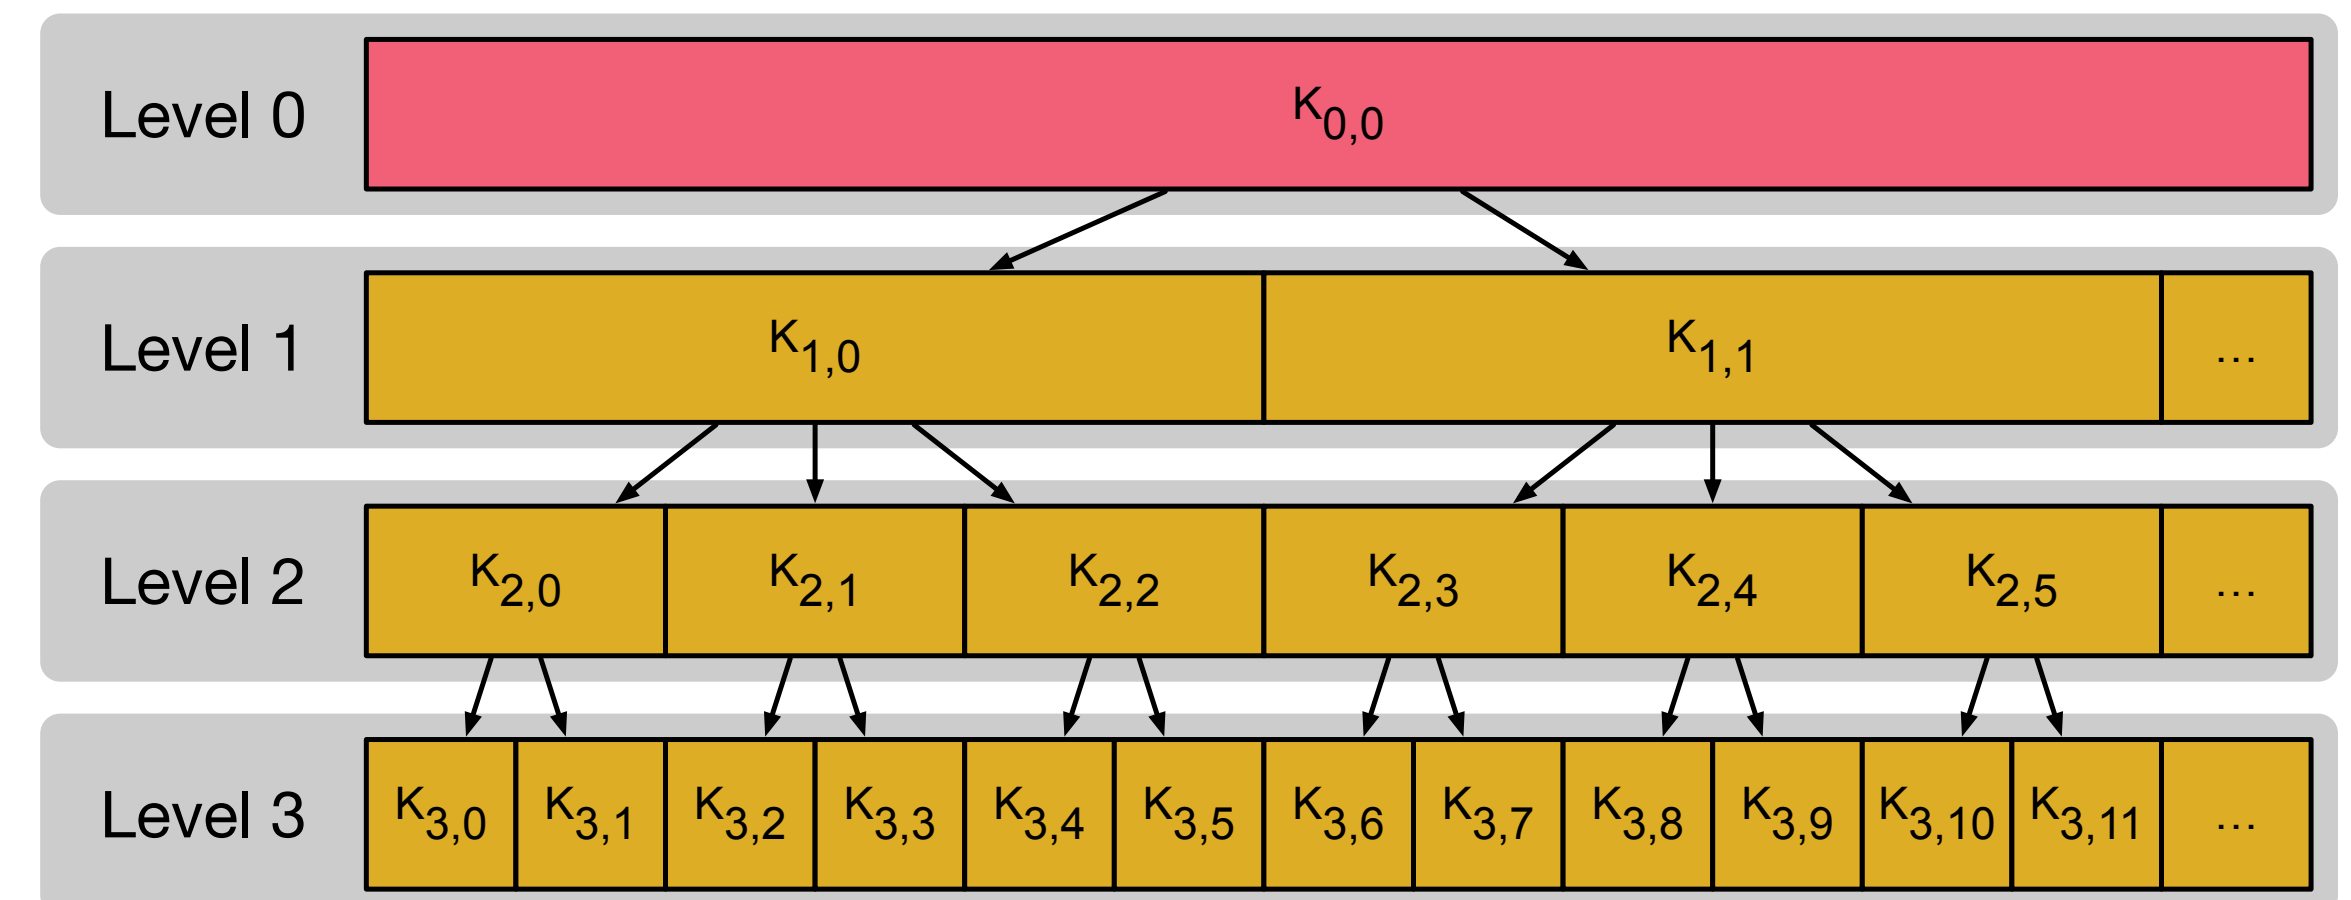 Level 0 K0,0
Level 1 K1,0 K1,1 ...
Level 2 K2,0 K2,1 K2,2 K2,3 K2,4 K2,5 ...
Level 3 K3,0 K3,1 K3,2 K3,3 K3,4 K3,5 K3,6 K3,7 K3,8 K3,9 K3,10 K3,11 ...